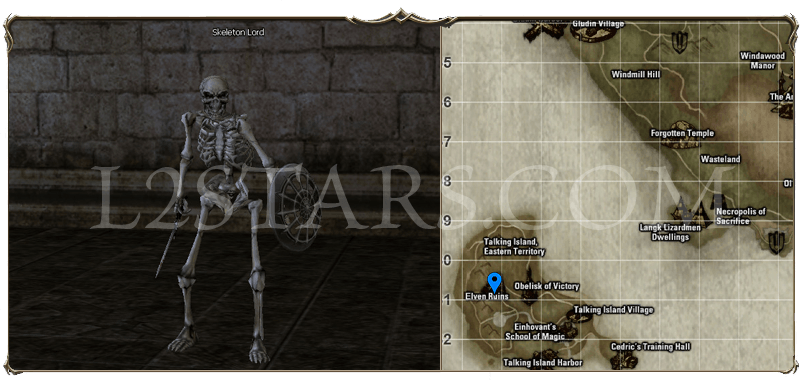 Skeleton Lord
L2STARS.COM
Gludin Village
5
Windmill Hill
Windawood
Manor
6
The
7
Forgotten Temple
Wasteland
8
9
Langk Lizardmen
Dwellings
Necropolis of
Sacrifice
Talking Island,
Eastern Territory
0
Elven Ruins
Obelisk of Victory
1
Talking Island Village
Einhovant's
School of Magic
2
Cedric's Training Hall
Talking Island Harbor